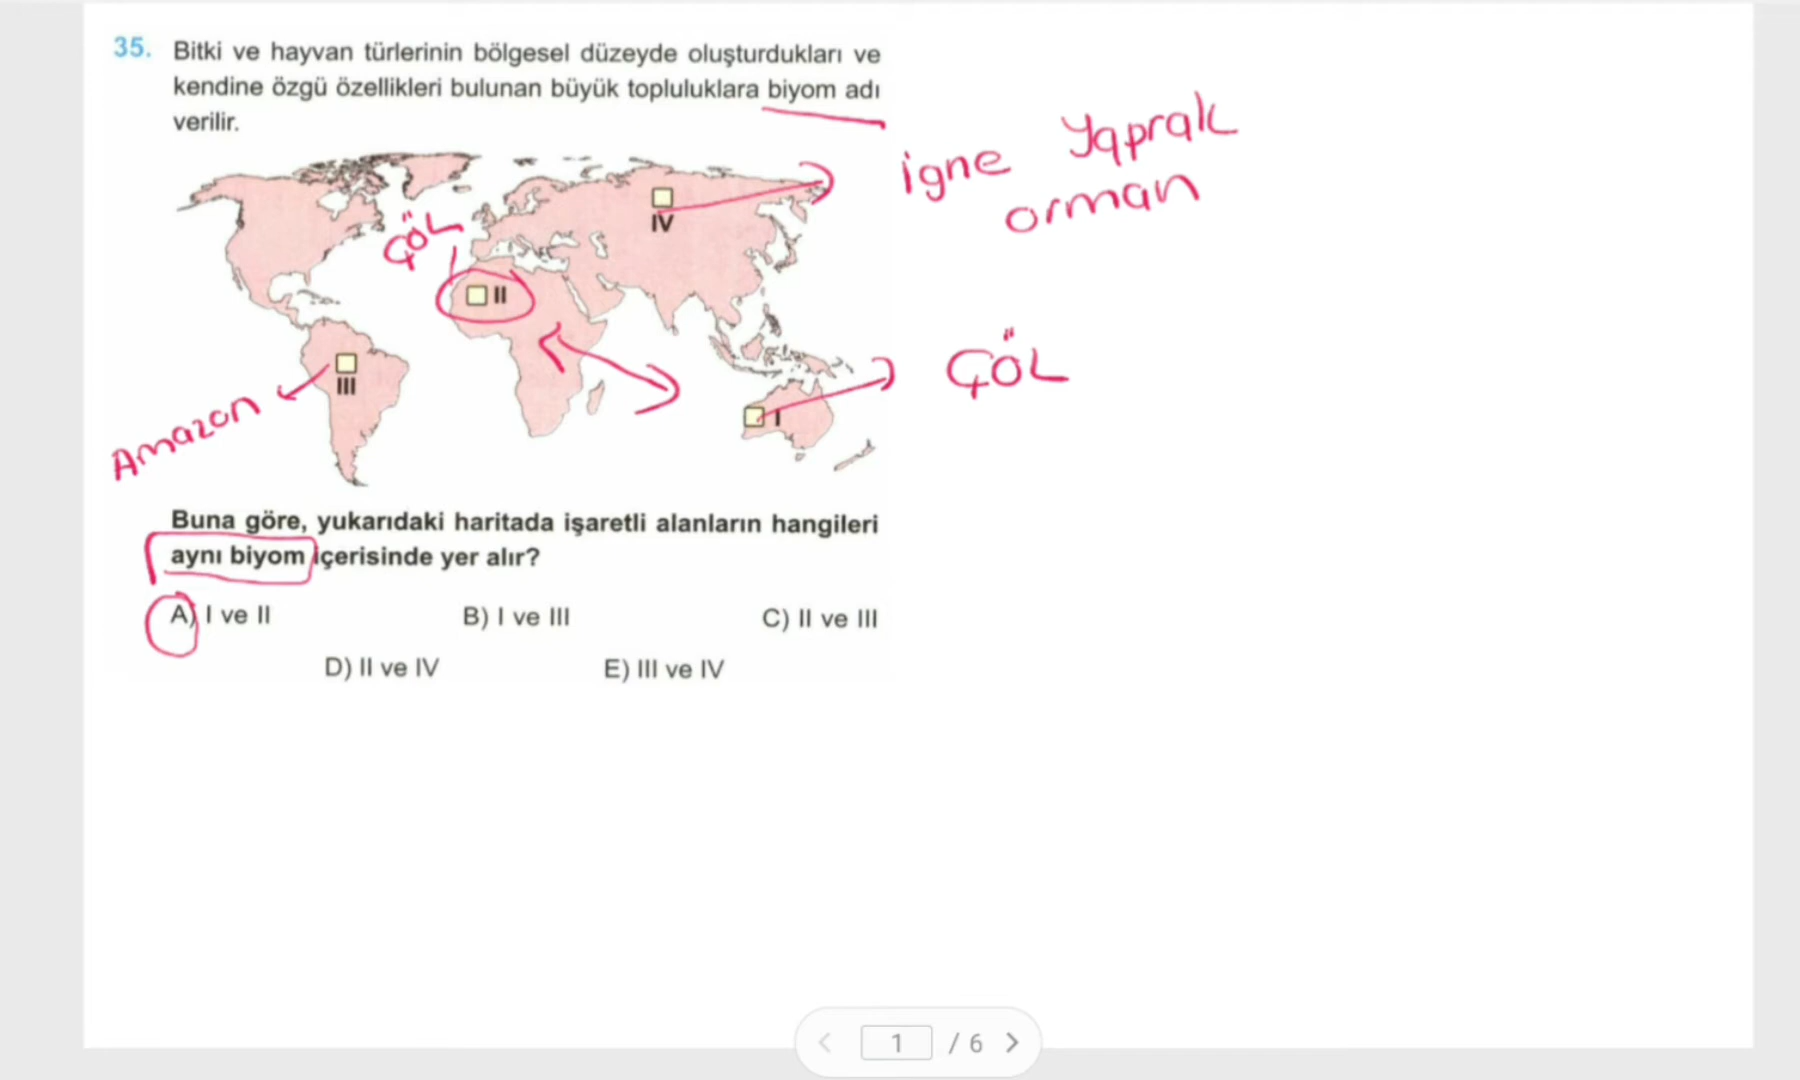 35. Bitki ve hayvan türlerinin bölgesel düzeyde oluşturdukları ve
kendine özgü özellikleri bulunan büyük topluluklara biyom adı
verilir.
igne Yaprak
orman
ÇÖL
IV
II
ÇÖL
III
Amazon
I
Buna göre, yukarıdaki haritada işaretli alanların hangileri
aynı biyom içerisinde yer alır?
A) I ve II B) I ve III C) II ve III
D) II ve IV E) III ve IV
1 / 6